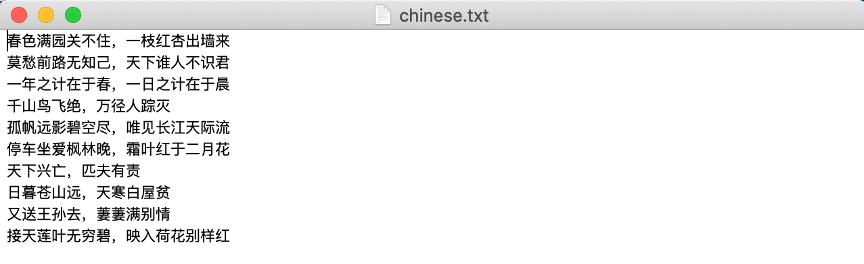 chinese.txt
春色满园关不住，一枝红杏出墙来
莫愁前路无知己，天下谁人不识君
一年之计在于春，一日之计在于晨
千山鸟飞绝，万径人踪灭
孤帆远影碧空尽，唯见长江天际流
停车坐爱枫林晚，霜叶红于二月花
天下兴亡，匹夫有责
日暮苍山远，天寒白屋贫
又送王孙去，萋萋满别情
接天莲叶无穷碧，映入荷花别样红